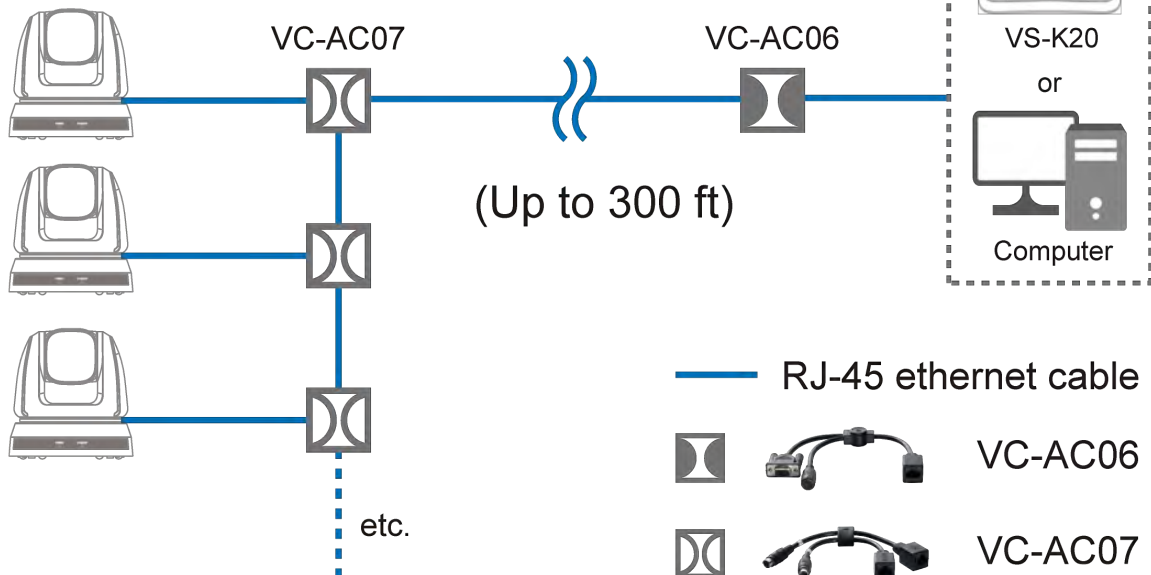 VC-AC07
VC-AC06
VS-K20
or
Computer
(Up to 300 ft)
RJ-45 ethernet cable
VC-AC06
etc.
VC-AC07